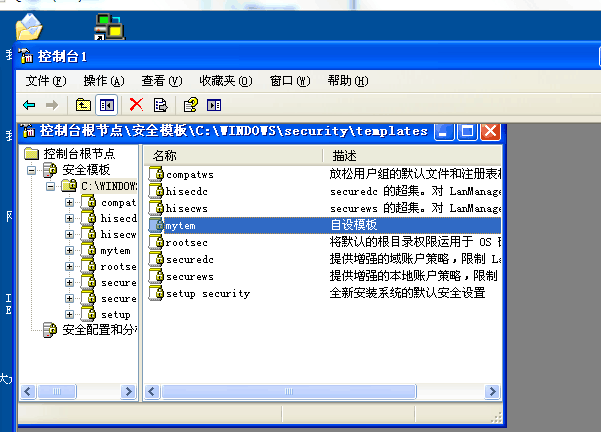 控制台1
文件(F) 操作(A) 查看(V) 收藏夹(O) 窗口(W) 帮助(H)
控制台根节点\安全模板\C:\WINDOWS\security\templates
控制台根节点
安全模板
C:\WINDOWS
compat
hisecd
hisecw
mytem
rootse
secure
secure
setup
安全配置和分析
名称 描述
compatws 放松用户组的默认文件和注册表权
hisecdc securedc 的超集。对 LanManage
hisecws securews 的超集。对 LanManage
mytem 自设模板
rootsec 将默认的根目录权限运用于 OS
securedc 提供增强的域账户策略，限制 La
securews 提供增强的本地账户策略，限制
setup security 全新安装系统的默认安全设置